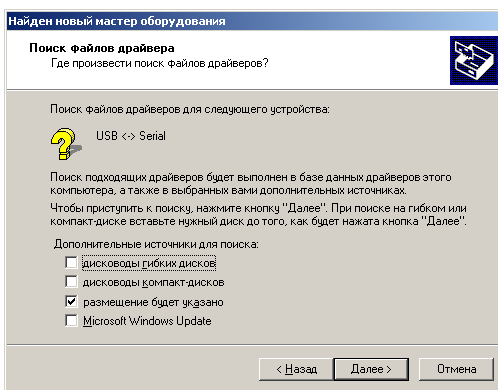 Найден новый мастер оборудования
Поиск файлов драйвера
Где произвести поиск файлов драйверов?
Поиск файлов драйверов для следующего устройства:
USB <-> Serial
Поиск подходящих драйверов будет выполнен в базе данных драйверов этого
компьютера, а также в выбранных вами дополнительных источниках.
Чтобы приступить к поиску, нажмите кнопку "Далее". При поиске на гибком или
компакт-диске вставьте нужный диск до того, как будет нажата кнопка "Далее".
Дополнительные источники для поиска:
дисководы гибких дисков
дисководы компакт-дисков
размещение будет указано
Microsoft Windows Update
< Назад Далее > Отмена